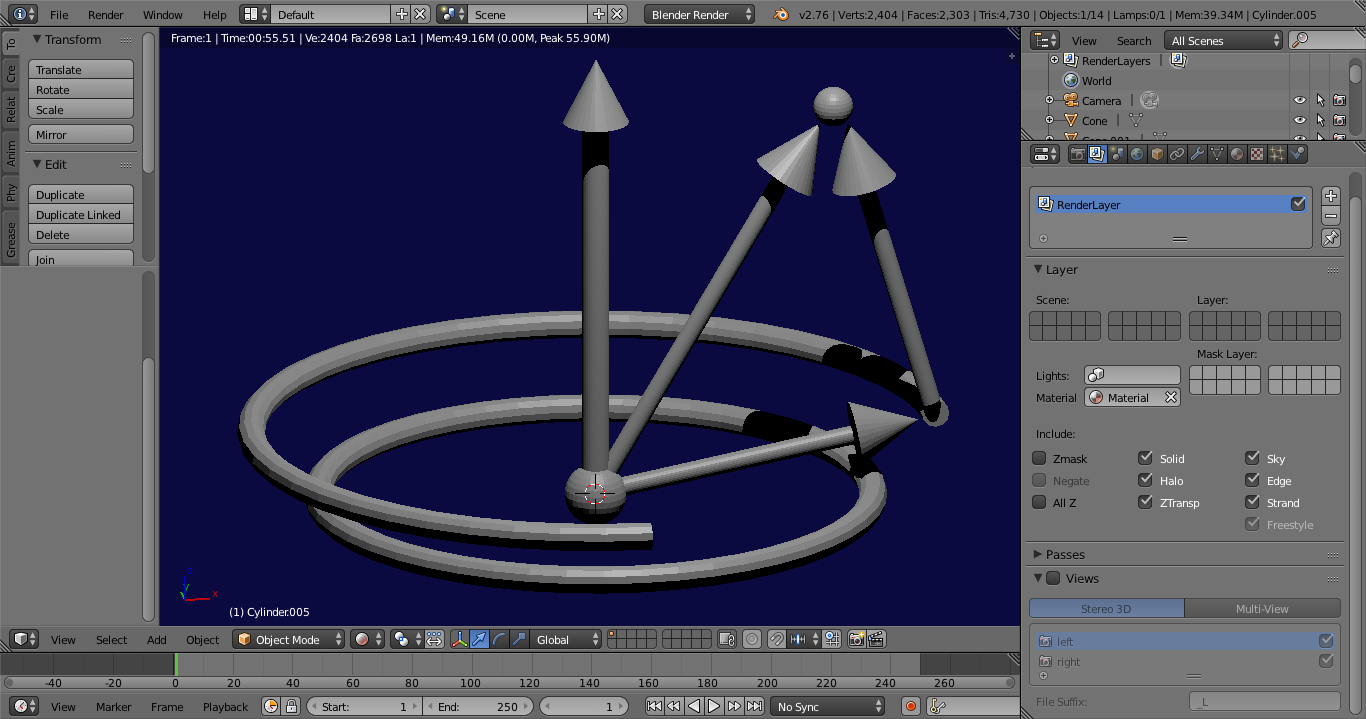 File Render Window Help Default Scene Blender Render v2.76 | Verts:2,404 | Faces:2,303 | Tris:4,730 | Objects:1/14 | Lamps:0/1 | Mem:39.34M | Cylinder.005
Frame:1 | Time:00:55.51 | Ve:2404 Fa:2698 La:1 | Mem:49.16M (0.00M, Peak 55.90M)
To
Cre
Relat
Anim
Phy
Grease
Transform
Translate
Rotate
Scale
Mirror
Edit
Duplicate
Duplicate Linked
Delete
Join
z
y
x
(1) Cylinder.005
View Select Add Object Object Mode Global
-40 -20 0 20 40 60 80 100 120 140 160 180 200 220 240 260
View Marker Frame Playback Start: 1 End: 250 1 No Sync
View Search All Scenes
RenderLayers
World
Camera
Cone
RenderLayer
Layer
Scene: Layer:
Mask Layer:
Lights:
Material Material
Include:
Zmask Solid Sky
Negate Halo Edge
All Z ZTransp Strand
Freestyle
Passes
Views
Stereo 3D Multi-View
left
right
File Suffix: _L